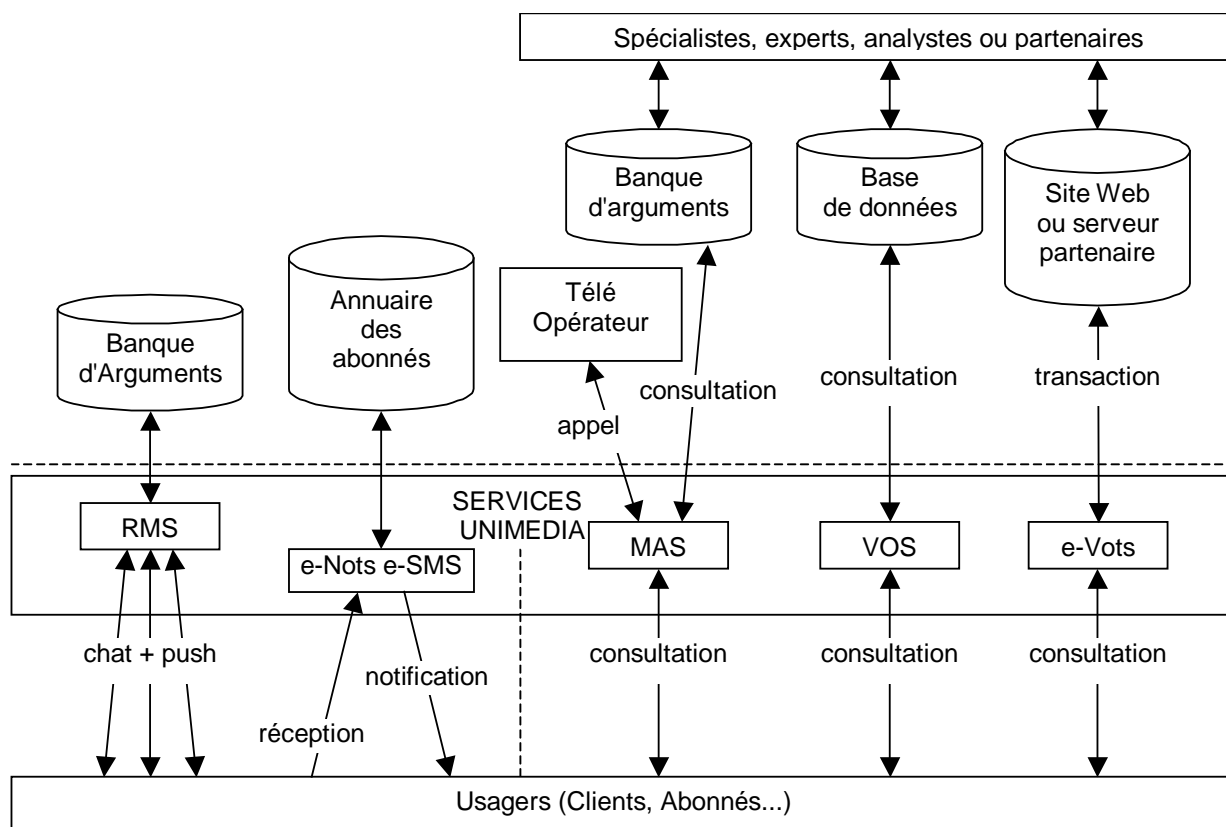 Spécialistes, experts, analystes ou partenaires
Banque
d'arguments
Base
de données
Site Web
ou serveur
partenaire
Annuaire
des
abonnés
Télé
Opérateur
Banque
d'Arguments
consultation
consultation
transaction
appel
SERVICES
UNIMEDIA
RMS
e-Nots e-SMS
MAS
VOS
e-Vots
chat + push
notification
réception
consultation
consultation
consultation
Usagers (Clients, Abonnés...)